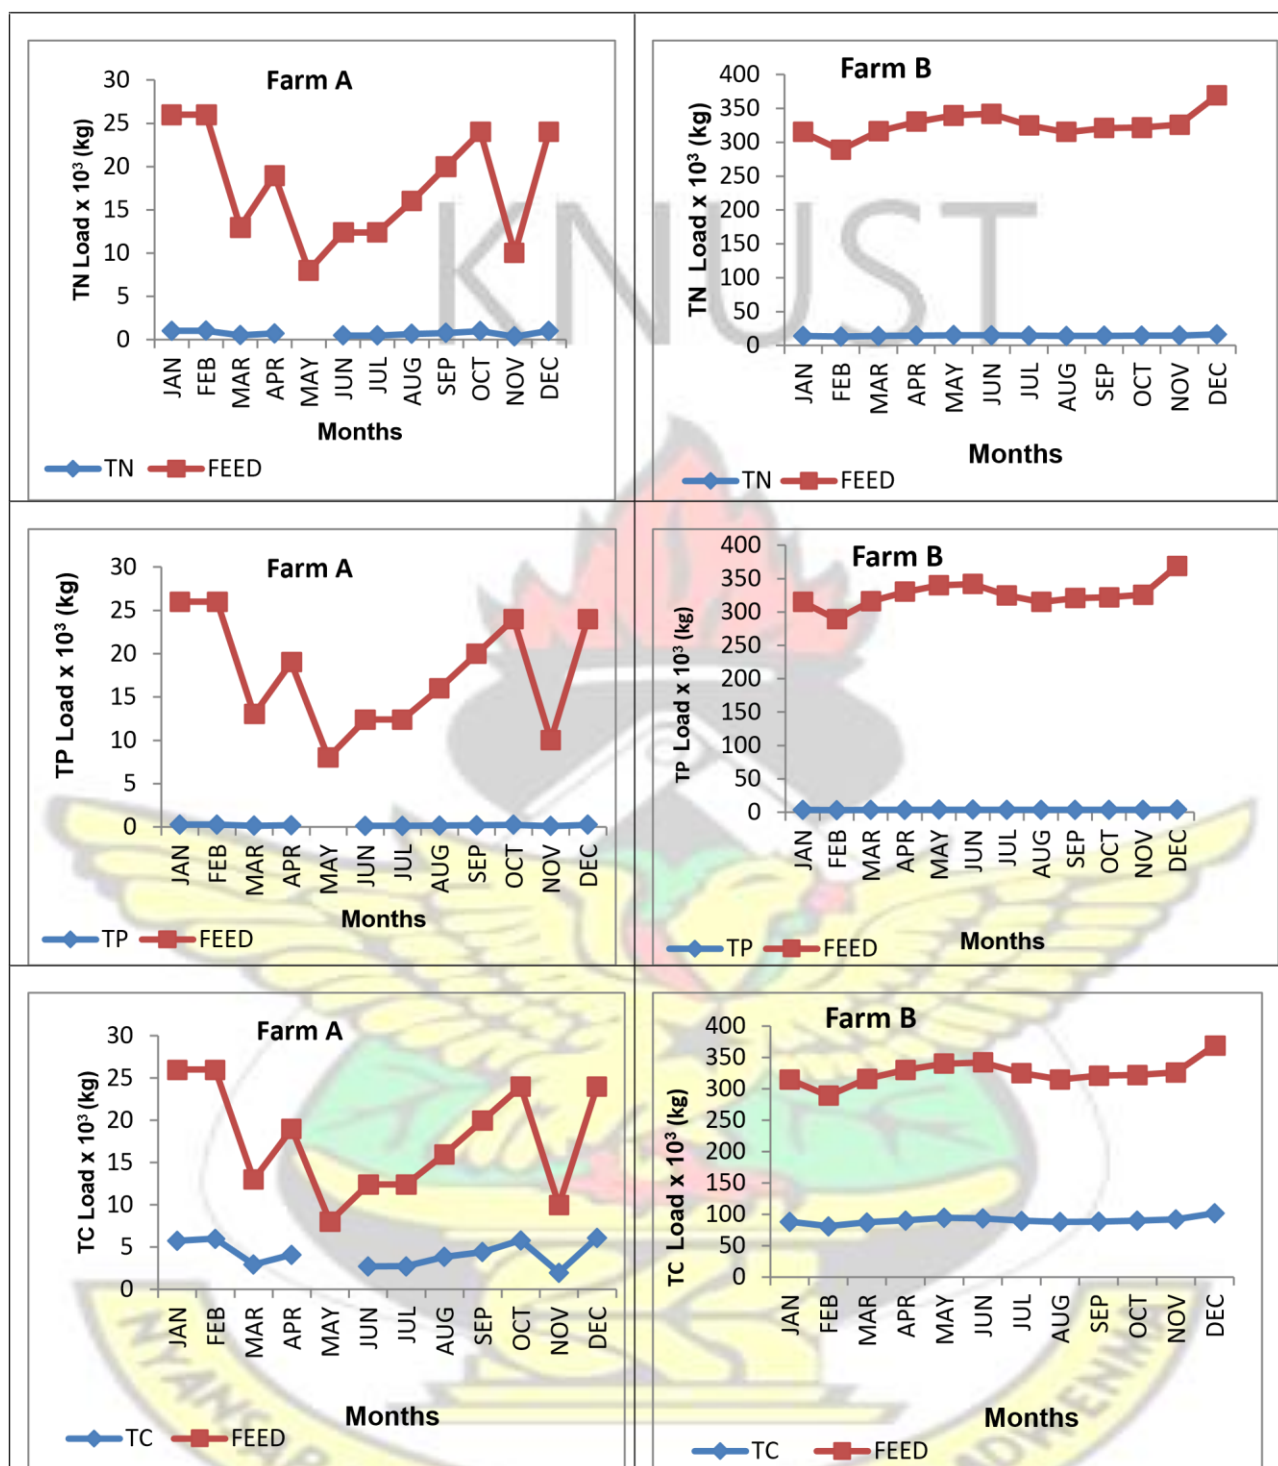 Farm A
TN Load x 10³ (kg)
30
25
20
15
10
5
0
JAN FEB MAR APR MAY JUN JUL AUG SEP OCT NOV DEC
Months
TN FEED
Farm B
TN Load x 10³ (kg)
400
350
300
250
200
150
100
50
0
JAN FEB MAR APR MAY JUN JUL AUG SEP OCT NOV DEC
Months
TN FEED
KNUST
Farm A
TP Load x 10³ (kg)
30
25
20
15
10
5
0
JAN FEB MAR APR MAY JUN JUL AUG SEP OCT NOV DEC
Months
TP FEED
Farm B
TP Load x 10³ (kg)
400
350
300
250
200
150
100
50
0
JAN FEB MAR APR MAY JUN JUL AUG SEP OCT NOV DEC
Months
TP FEED
Farm A
TC Load x 10³ (kg)
30
25
20
15
10
5
0
JAN FEB MAR APR MAY JUN JUL AUG SEP OCT NOV DEC
Months
TC FEED
Farm B
TC Load x 10³ (kg)
400
350
300
250
200
150
100
50
0
JAN FEB MAR APR MAY JUN JUL AUG SEP OCT NOV DEC
Months
TC FEED